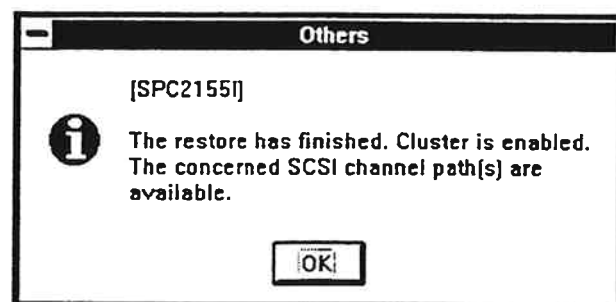 Others
[SPC2155I]
The restore has finished. Cluster is enabled.
The concerned SCSI channel path(s) are
available.
OK